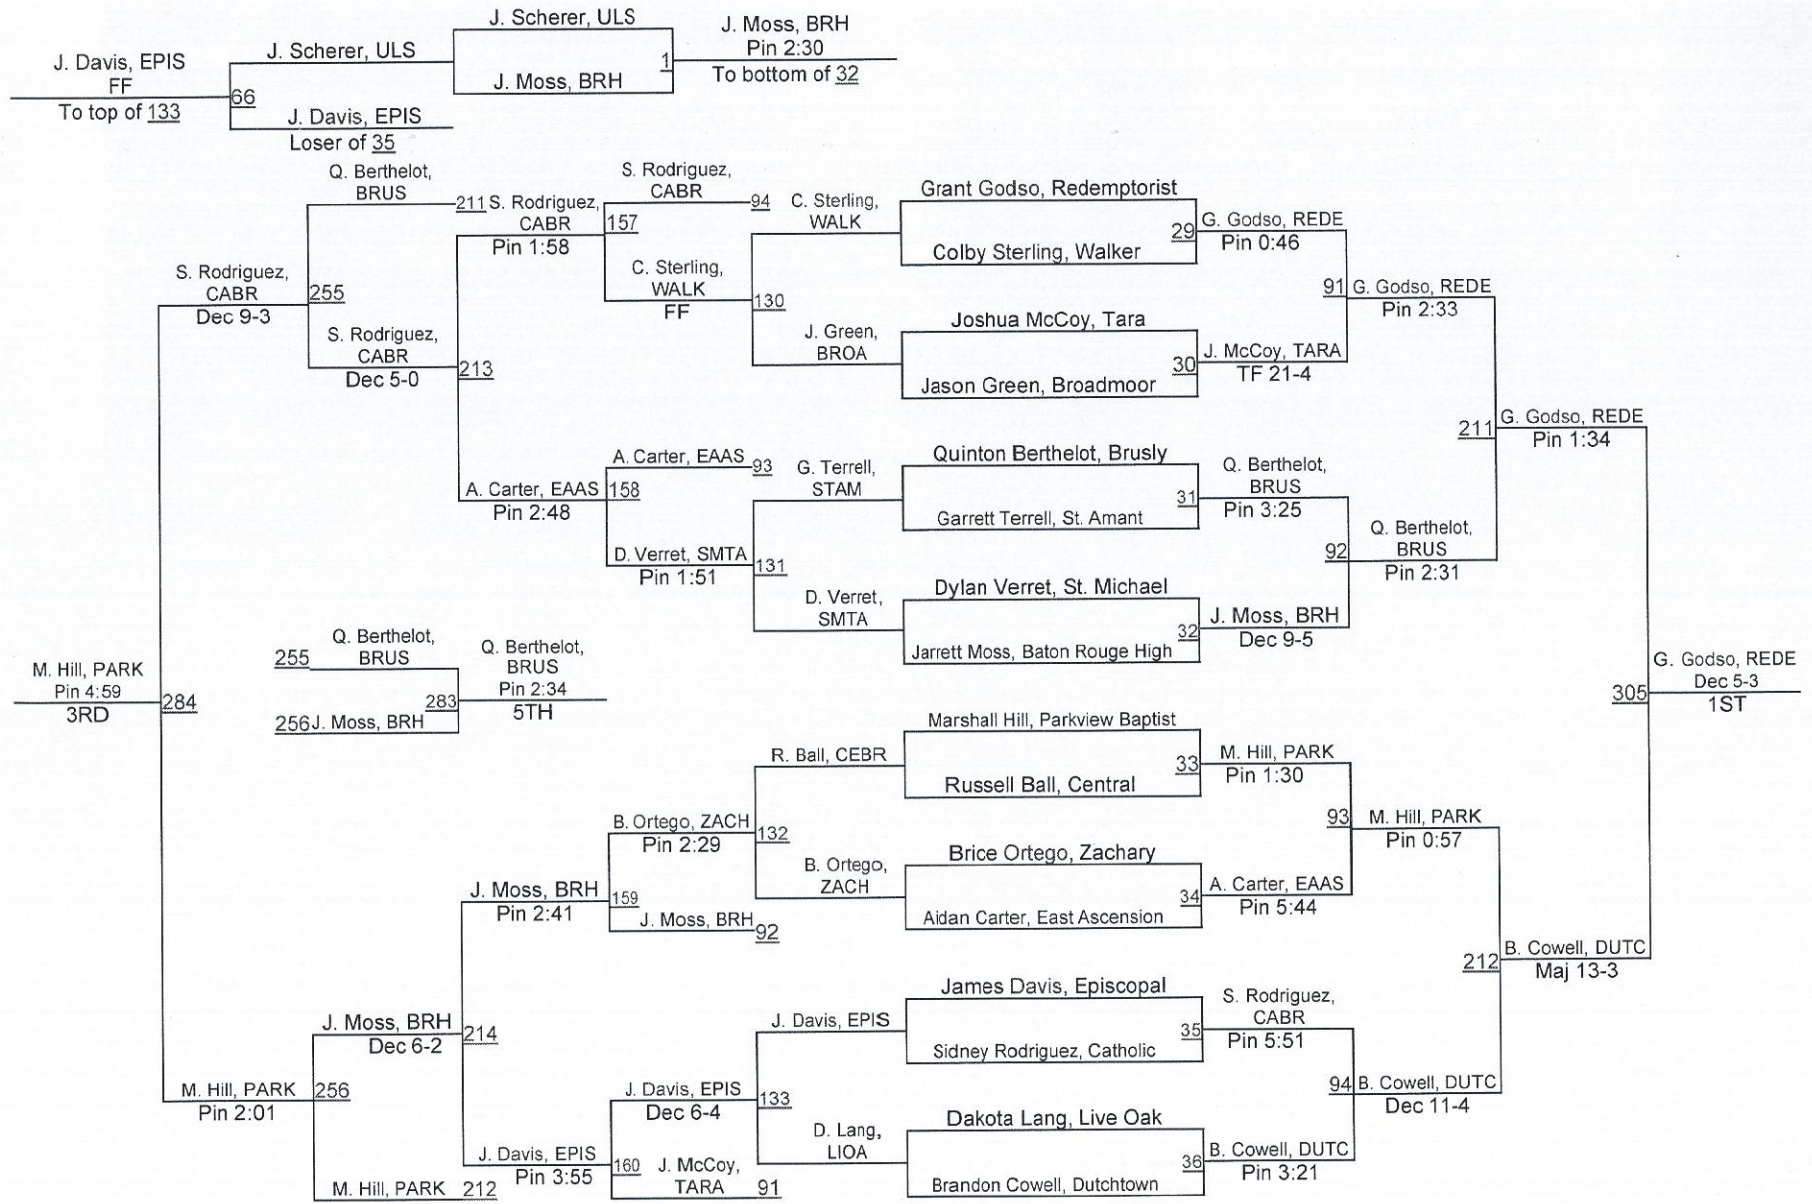 J. Scherer, ULS
J. Moss, BRH
1
J. Moss, BRH
Pin 2:30
To bottom of 32
J. Scherer, ULS
J. Davis, EPIS
FF
To top of 133
66
J. Davis, EPIS
Loser of 35
Q. Berthelot,
BRUS
211
S. Rodriguez,
CABR
Pin 1:58
S. Rodriguez,
CABR
94
157
C. Sterling,
WALK
FF
C. Sterling,
WALK
130
J. Green,
BROA
Grant Godso, Redemptorist
Colby Sterling, Walker
29
G. Godso, REDE
Pin 0:46
Joshua McCoy, Tara
Jason Green, Broadmoor
30
J. McCoy, TARA
TF 21-4
91
G. Godso, REDE
Pin 2:33
S. Rodriguez,
CABR
Dec 9-3
255
S. Rodriguez,
CABR
Dec 5-0
213
A. Carter, EAAS
Pin 2:48
A. Carter, EAAS
93
158
D. Verret, SMTA
Pin 1:51
G. Terrell,
STAM
131
D. Verret,
SMTA
Quinton Berthelot, Brusly
Garrett Terrell, St. Amant
31
Q. Berthelot,
BRUS
Pin 3:25
Dylan Verret, St. Michael
Jarrett Moss, Baton Rouge High
32
J. Moss, BRH
Dec 9-5
92
Q. Berthelot,
BRUS
Pin 2:31
211
G. Godso, REDE
Pin 1:34
M. Hill, PARK
Pin 4:59
3RD
284
255
Q. Berthelot,
BRUS
256
J. Moss, BRH
283
Q. Berthelot,
BRUS
Pin 2:34
5TH
305
G. Godso, REDE
Dec 5-3
1ST
Marshall Hill, Parkview Baptist
Russell Ball, Central
33
M. Hill, PARK
Pin 1:30
R. Ball, CEBR
B. Ortego, ZACH
Pin 2:29
132
B. Ortego,
ZACH
Brice Ortego, Zachary
Aidan Carter, East Ascension
34
A. Carter, EAAS
Pin 5:44
93
M. Hill, PARK
Pin 0:57
J. Moss, BRH
Pin 2:41
159
J. Moss, BRH
92
212
B. Cowell, DUTC
Maj 13-3
James Davis, Episcopal
Sidney Rodriguez, Catholic
35
S. Rodriguez,
CABR
Pin 5:51
J. Davis, EPIS
J. Moss, BRH
Dec 6-2
214
M. Hill, PARK
Pin 2:01
256
J. Davis, EPIS
Dec 6-4
133
D. Lang,
LIOA
94
B. Cowell, DUTC
Dec 11-4
Dakota Lang, Live Oak
Brandon Cowell, Dutchtown
36
B. Cowell, DUTC
Pin 3:21
J. Davis, EPIS
Pin 3:55
160
J. McCoy,
TARA
91
M. Hill, PARK
212